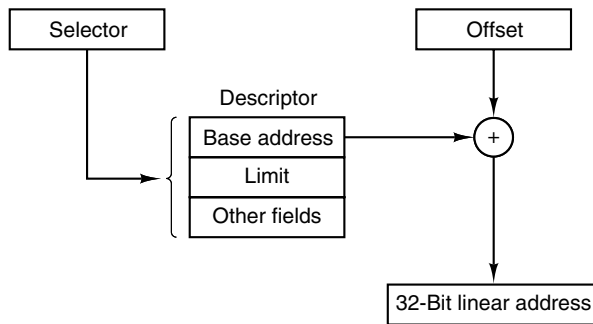 Selector
Offset
Descriptor
Base address
+
Limit
Other fields
32-Bit linear address